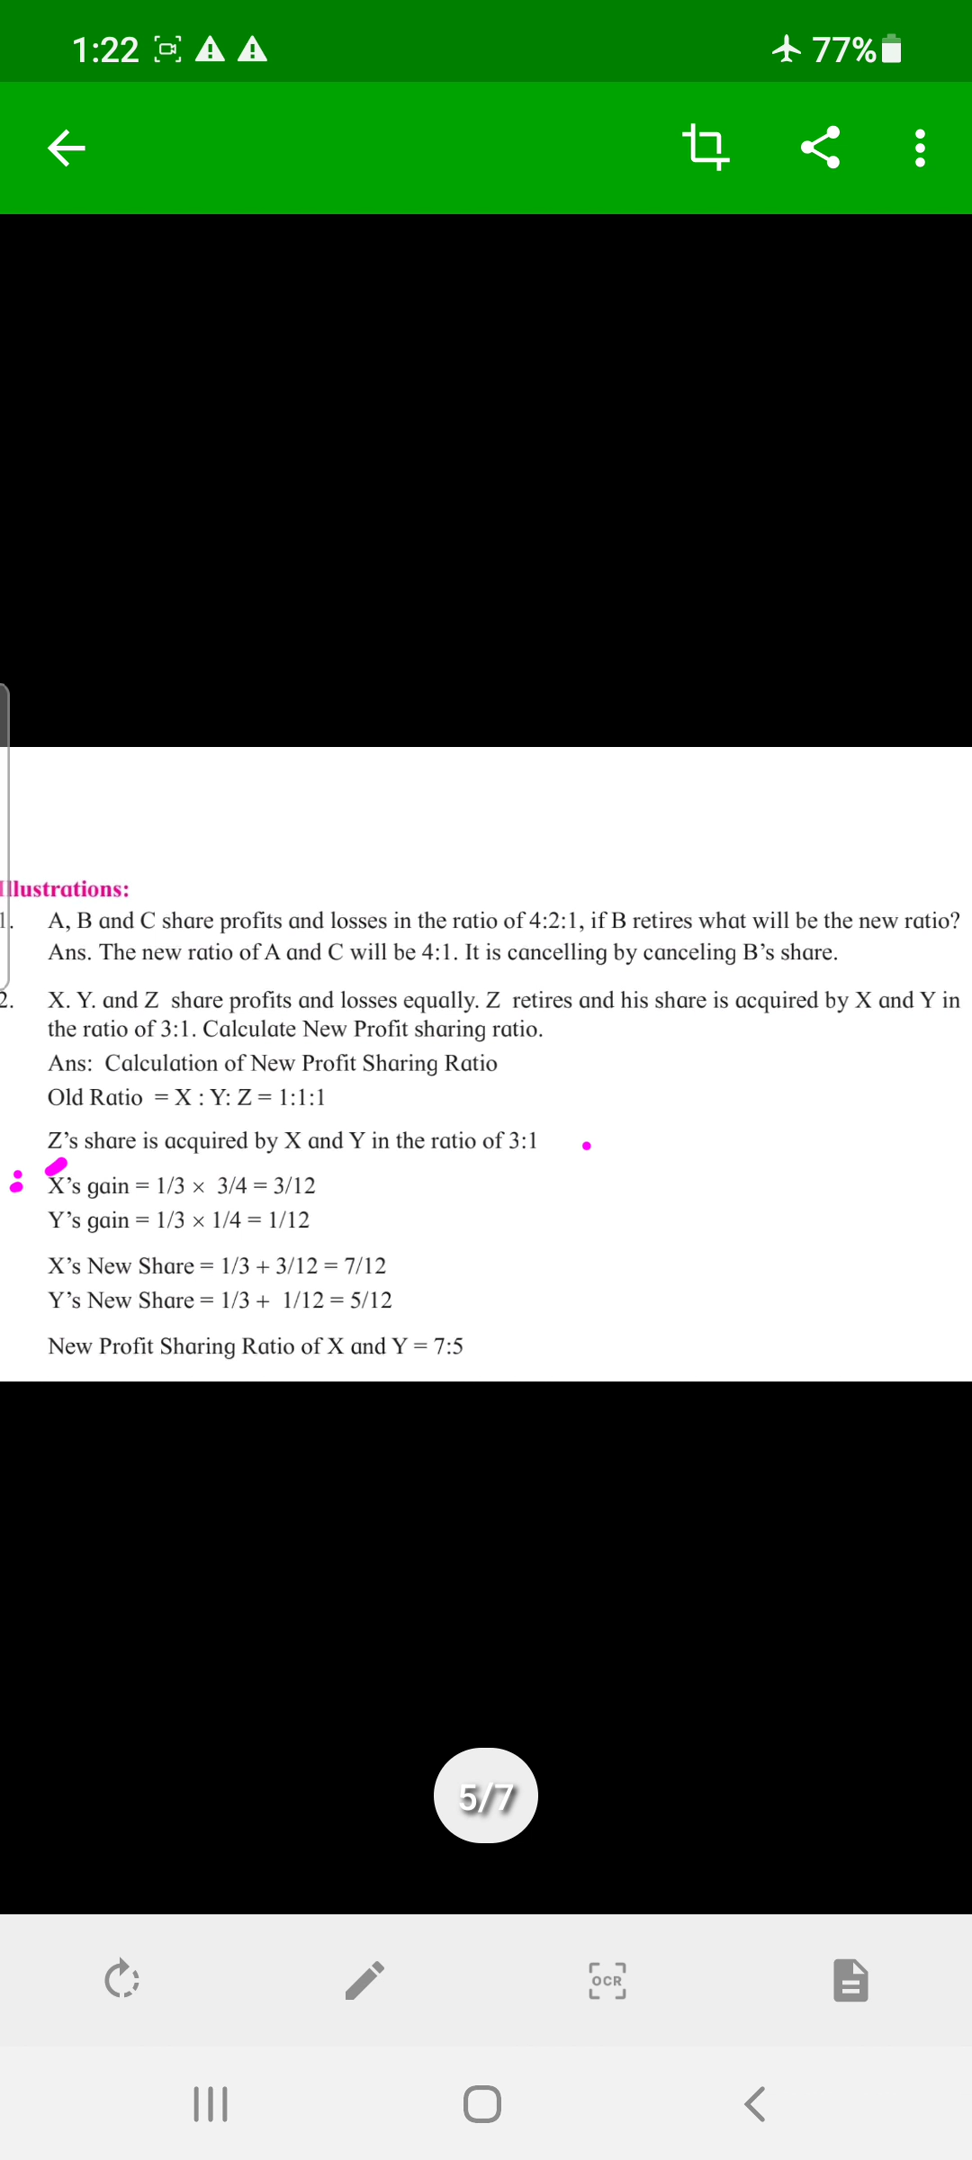 1:22 77%
Illustrations:
1. A, B and C share profits and losses in the ratio of 4:2:1, if B retires what will be the new ratio?
Ans. The new ratio of A and C will be 4:1. It is cancelling by canceling B’s share.
2. X. Y. and Z share profits and losses equally. Z retires and his share is acquired by X and Y in
the ratio of 3:1. Calculate New Profit sharing ratio.
Ans: Calculation of New Profit Sharing Ratio
Old Ratio = X : Y: Z = 1:1:1
Z’s share is acquired by X and Y in the ratio of 3:1
X’s gain = 1/3 × 3/4 = 3/12
Y’s gain = 1/3 × 1/4 = 1/12
X’s New Share = 1/3 + 3/12 = 7/12
Y’s New Share = 1/3 + 1/12 = 5/12
New Profit Sharing Ratio of X and Y = 7:5
5/7
OCR